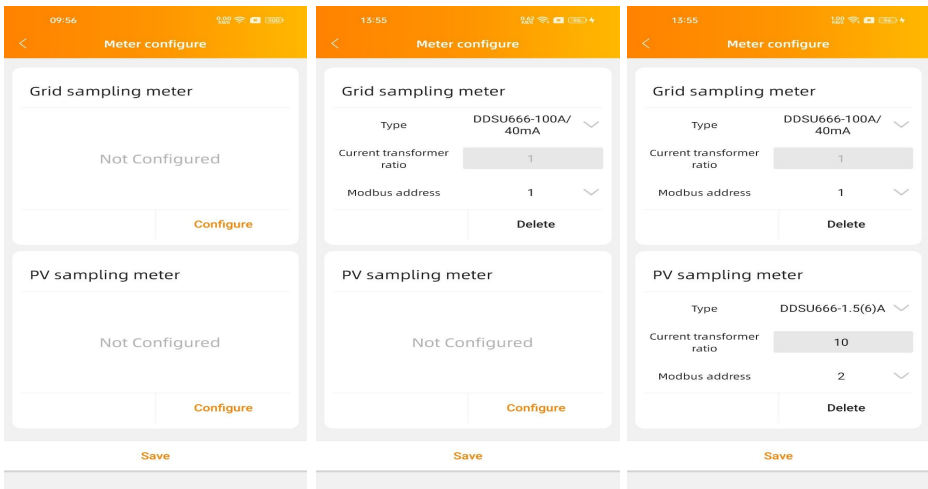 09:56
Meter configure
Grid sampling meter
Not Configured
Configure
PV sampling meter
Not Configured
Configure
Save
13:55
Meter configure
Grid sampling meter
Type
DDSU666-100A/
40mA
Current transformer
ratio
1
Modbus address
1
Delete
PV sampling meter
Not Configured
Configure
Save
13:55
Meter configure
Grid sampling meter
Type
DDSU666-100A/
40mA
Current transformer
ratio
1
Modbus address
1
Delete
PV sampling meter
Type
DDSU666-1.5(6)A
Current transformer
ratio
10
Modbus address
2
Delete
Save